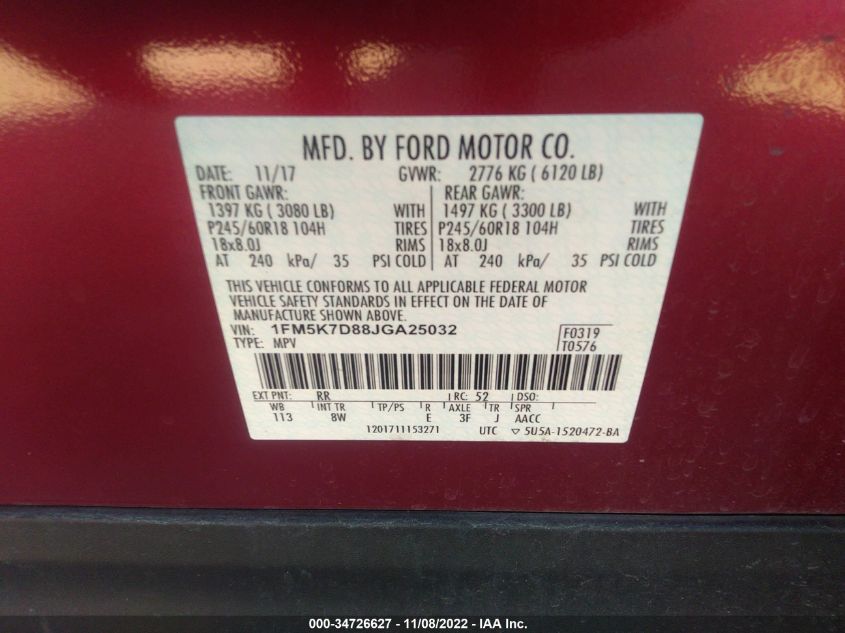 MFD. BY FORD MOTOR CO.
DATE: 11/17 GVWR: 2776 KG ( 6120 LB)
FRONT GAWR: REAR GAWR:
1397 KG ( 3080 LB) WITH 1497 KG ( 3300 LB) WITH
P245/60R18 104H TIRES P245/60R18 104H TIRES
18x8.0J RIMS 18x8.0J RIMS
AT 240 kPa/ 35 PSI COLD AT 240 kPa/ 35 PSI COLD
THIS VEHICLE CONFORMS TO ALL APPLICABLE FEDERAL MOTOR
VEHICLE SAFETY STANDARDS IN EFFECT ON THE DATE OF
MANUFACTURE SHOWN ABOVE.
VIN: 1FM5K7D88JGA25032 F0319
TYPE: MPV T0576
EXT PNT: RR RC: 52 DSO:
WB INT TR TP/PS R AXLE TR SPR
113 8W E 3F J AACC
1201711153271 UTC ▽ 5U5A-1520472-BA
000-34726627 - 11/08/2022 - IAA Inc.